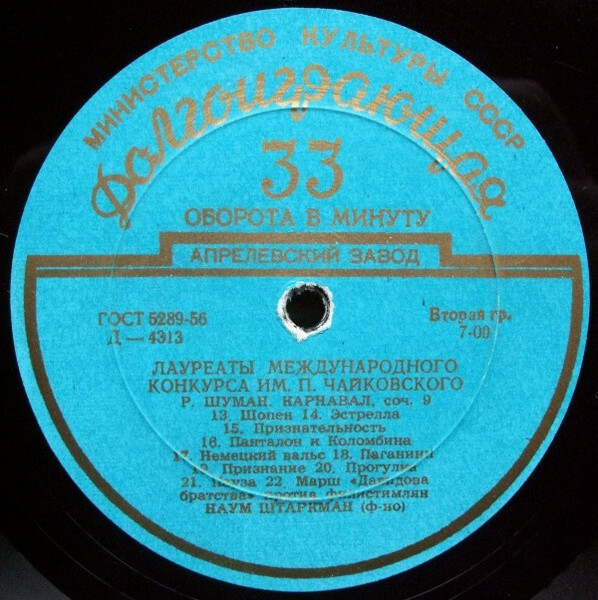 МИНИСТЕРСТВО КУЛЬТУРЫ СССР
Долгоиграющая
33
ОБОРОТА В МИНУТУ
АПРЕЛЕВСКИЙ ЗАВОД
ГОСТ 5289-56
Д — 4313
Вторая гр.
7-00
ЛАУРЕАТЫ МЕЖДУНАРОДНОГО
КОНКУРСА ИМ. П. ЧАЙКОВСКОГО
Р. ШУМАН. КАРНАВАЛ, соч. 9
13. Шопен 14. Эстрелла
15. Признательность
16. Панталон и Коломбина
17. Немецкий вальс 18. Паганини
19. Признание 20. Прогулка
21. Пауза 22. Марш «Давидова
братства» против филистимлян
НАУМ ШТАРКМАН (ф-но)